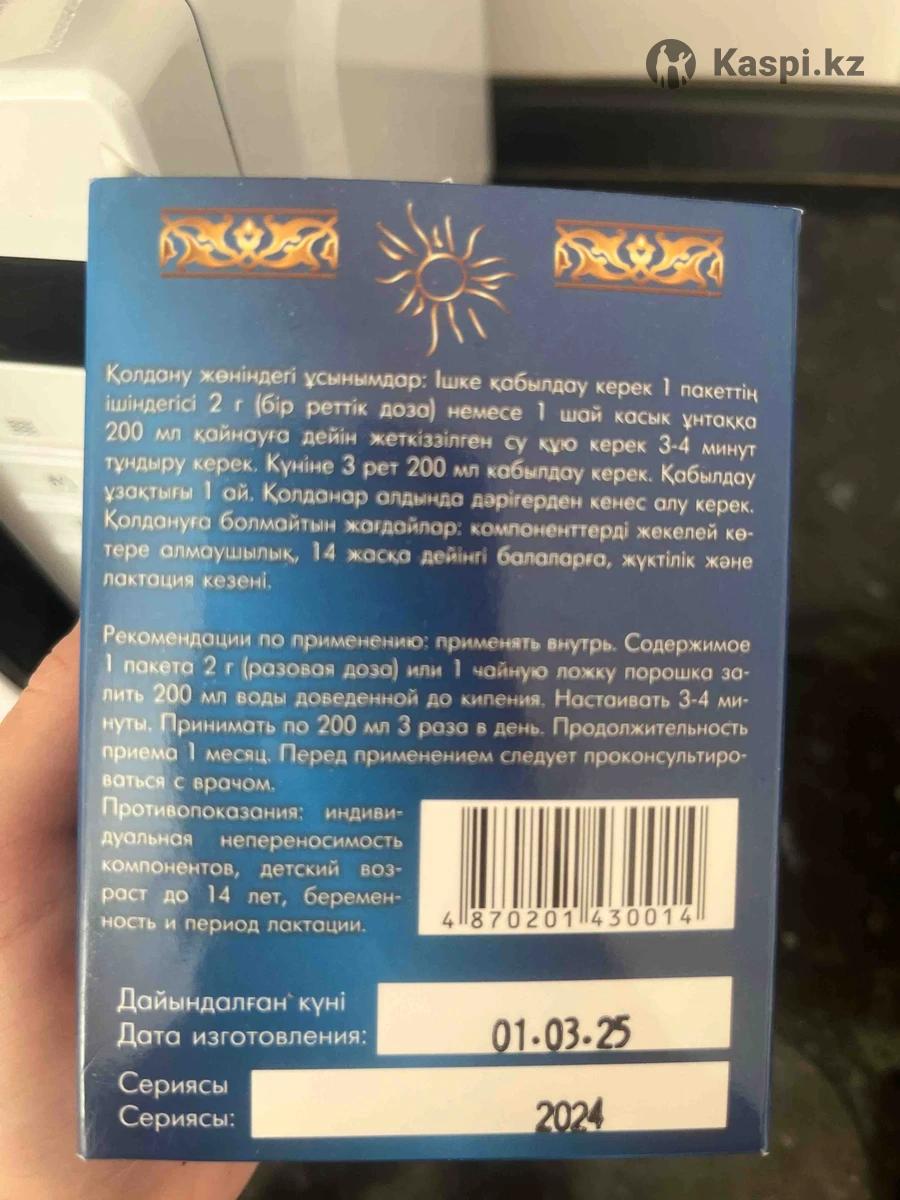 Kaspi.kz
Қолдану жөніндегі ұсынымдар: Ішке қабылдау керек 1 пакеттің
ішіндегісі 2 г (бір реттік доза) немесе 1 шай касык ұнтаққа
200 мл қайнауға дейін жеткіззілген су құю керек 3-4 минут
тұндыру керек. Күніне 3 рет 200 мл кабылдау керек. Қабылдау
ұзақтығы 1 ай. Қолданар алдында дәрігерден кеңес алу керек.
Қолдануға болмайтын жағдайлар: компоненттерді жекелей кө-
тере алмаушылық, 14 жасқа дейінгі балаларға, жүктілік және
лактация кезені.
Рекомендации по применению: применять внутрь. Содержимое
1 пакета 2 г (разовая доза) или 1 чайную ложку порошка за-
лить 200 мл воды доведенной до кипения. Настаивать 3-4 ми-
нуты. Принимать по 200 мл 3 раза в день. Продолжительность
приема 1 месяц. Перед применением следует проконсультиро-
ваться с врачом.
Противопоказания: индиви-
дуальная непереносимость
компонентов, детский воз-
раст до 14 лет, беремен-
ность и период лактации.
4 870201 430014
Дайындалған күні
Дата изготовления:
01.03.25
Сериясы
Сериясы:
2024